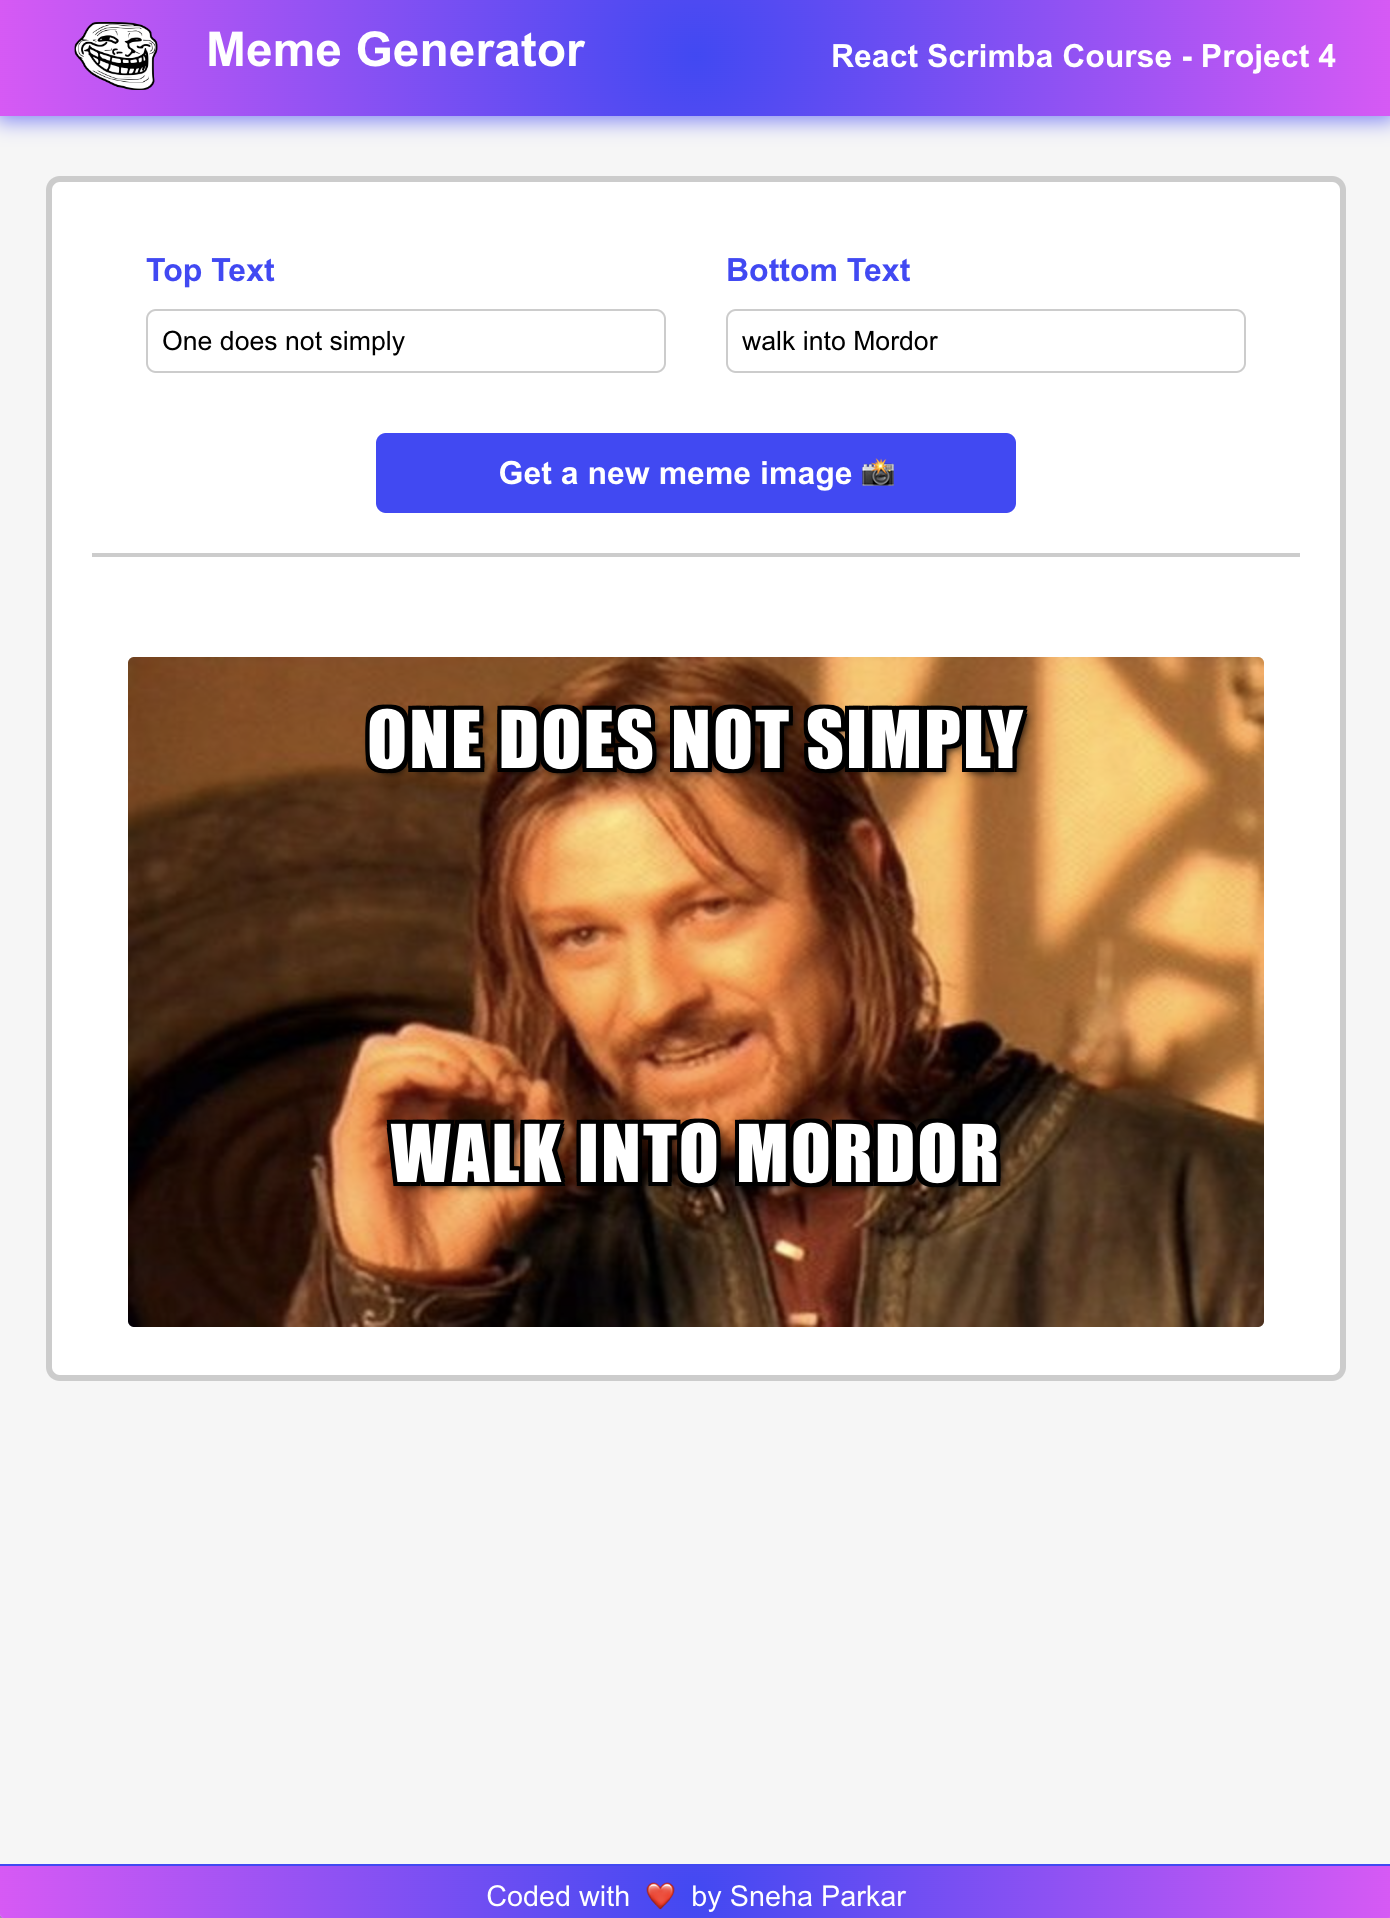 Meme Generator
React Scrimba Course - Project 4
Top Text
Bottom Text
One does not simply
walk into Mordor
Get a new meme image 📸
ONE DOES NOT SIMPLY
WALK INTO MORDOR
Coded with ❤️ by Sneha Parkar